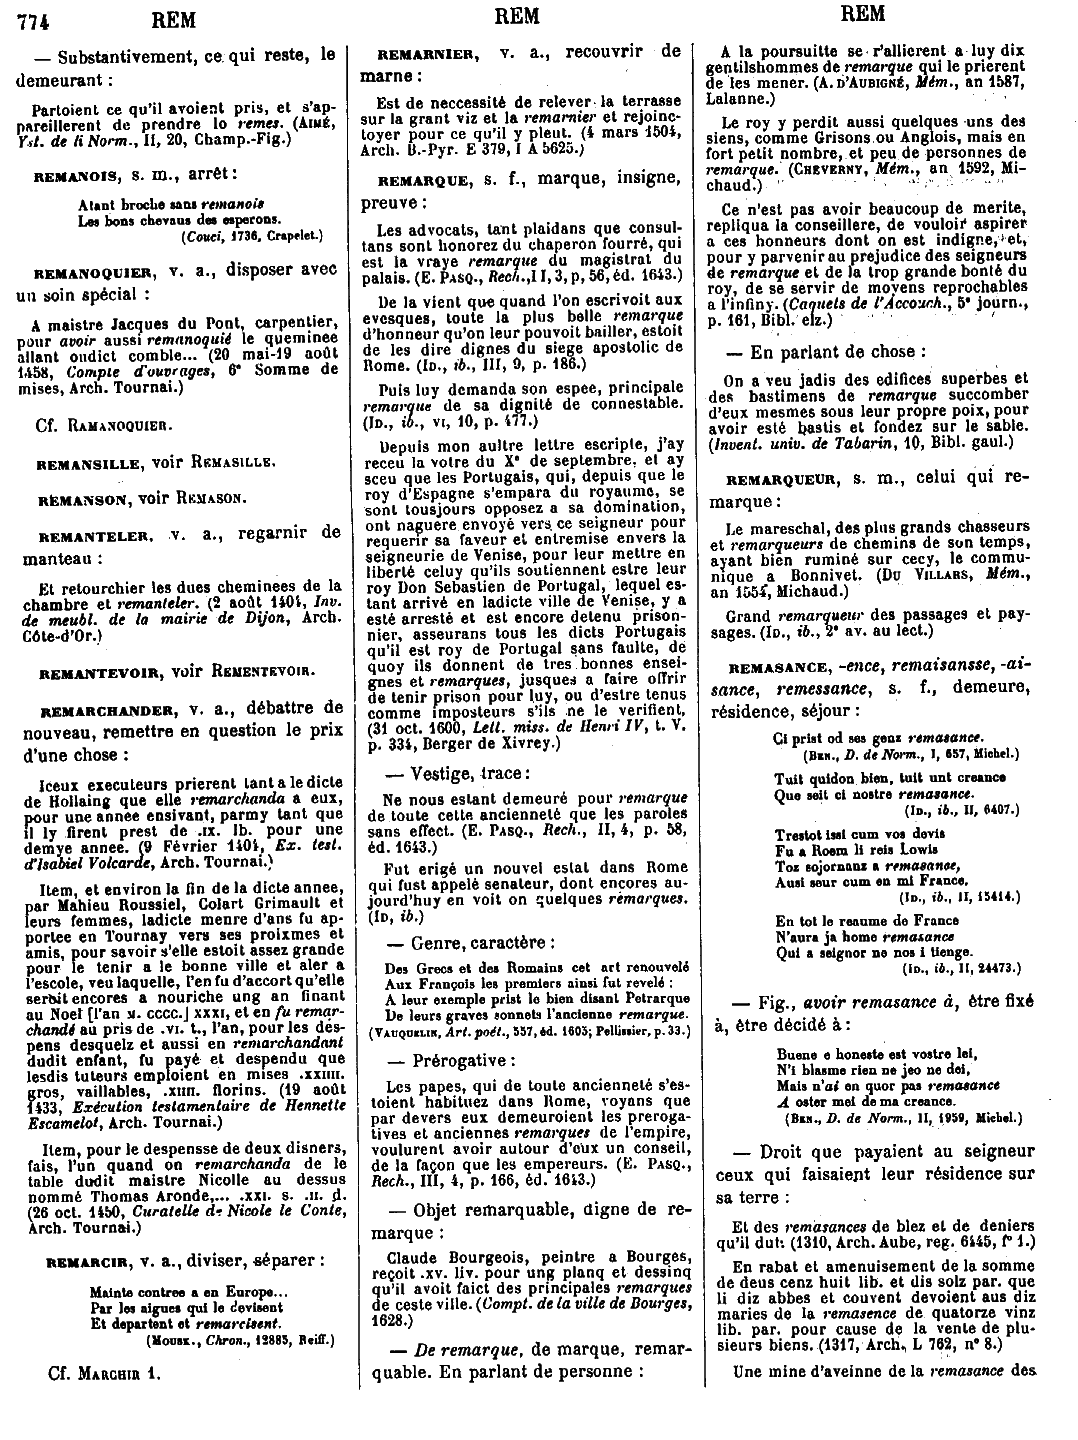 774 REM REM REM
— Substantivement, ce qui reste, le
demeurant :
Partoient ce qu'il avoient pris, et s'ap-
pareillerent de prendre lo remes. (AIMÉ,
Yst. de li Norm., II, 20, Champ.-Fig.)
REMANOIS, s. m., arrêt :
Atant broche sans remanois
Les bons chevaus des esperons.
(Couci, 1736, Crapelet.)
REMANOQUIER, v. a., disposer avec
un soin spécial :
A maistre Jacques du Pont, carpentier,
pour avoir aussi remanoquié le queminee
allant oudict comble... (20 mai-19 août
1458, Compte d'ouvrages, 6e Somme de
mises, Arch. Tournai.)
Cf. RAMANOQUIER.
REMANSILLE, voir REMASILLE.
REMANSON, voir REMASON.
REMANTELER, v. a., regarnir de
manteau :
Et retourchier les dues cheminees de la
chambre et remanteler. (2 août 1401, Inv.
de meubl. de la mairie de Dijon, Arch.
Côte-d'Or.)
REMANTEVOIR, voir REMENTEVOIR.
REMARCHANDER, v. a., débattre de
nouveau, remettre en question le prix
d'une chose :
Iceux executeurs prierent tant a le dicte
de Hollaing que elle remarchanda a eux,
pour une année ensivant, parmy tant que
il ly firent prest de .IX. lb. pour une
demye annee. (9 Février 1401, Ex. test.
d'Isabiel Volcarde, Arch. Tournai.)
Item, et environ la fin de la dicte annee,
par Mahieu Roussiel, Colart Grimault et
leurs femmes, ladicte menre d'ans fu ap-
portee en Tournay vers ses proixmes et
amis, pour savoir s'elle estoit assez grande
pour le tenir a le bonne ville et aler a
l'escole, veu laquelle, l'en fu d'accort qu'elle
seroit encores a nouriche ung an finant
au Noel [l'an M. CCCC.] XXXI, et en fu remar-
chandé au pris de .VI. t., l'an, pour les des-
pens desquelz et aussi en remarchandant
dudit enfant, fu payé et despendu que
lesdis tuteurs emploient en mises .XXIIII.
gros, vaillables, .XIII. florins. (19 août
1433, Exécution testamentaire de Hennette
Escamelot, Arch. Tournai.)
Item, pour le despensse de deux disners,
fais, l'un quand on remarchanda de le
table dudit maistre Nicolle au dessus
nommé Thomas Aronde,... .XXI. s. .II. d.
(26 oct. 1450, Curatelle de Nicole le Conte,
Arch. Tournai.)
REMARCIR, v. a., diviser, séparer :
Mainte contree a en Europe...
Par les aigues qui le devisent
Et departent et remarcisent.
(MOUSK., Chron., 12883, Reiff.)
Cf. MARCHIR 1.
REMARNIER, v. a., recouvrir de
marne :
Est de neccessité de relever la terrasse
sur la grant viz et la remarnier et rejoinc-
toyer pour ce qu'il y pleut. (4 mars 1504,
Arch. B.-Pyr. E 379, I A 5625.)
REMARQUE, s. f., marque, insigne,
preuve :
Les advocats, tant plaidans que consul-
tans sont honorez du chaperon fourré, qui
est la vraye remarque du magistrat du
palais. (E. PASQ., Rech., II, 3, p, 56, éd. 1643.)
De la vient que quand l'on escrivoit aux
evesques, toute la plus belle remarque
d'honneur qu'on leur pouvoit bailler, estoit
de les dire dignes du siege apostolic de
Rome. (ID., ib., III, 9, p. 186.)
Puis luy demanda son espee, principale
remarque de sa dignité de connestable.
(ID., ib., VI, 10, p. 477.)
Depuis mon aultre lettre escripte, j'ay
receu la votre du Xe de septembre, et ay
sceu que les Portugais, qui, depuis que le
roy d'Espagne s'empara du royaume, se
sont tousjours opposez a sa domination,
ont naguere envoyé vers ce seigneur pour
requerir sa faveur et entremise envers la
seigneurie de Venise, pour leur mettre en
liberté celuy qu'ils soutiennent estre leur
roy Don Sebastien de Portugal, lequel es-
tant arrivé en ladicte ville de Venise, y a
esté arresté et est encore detenu prison-
nier, asseurans tous les dicts Portugais
qu'il est roy de Portugal sans faulte, de
quoy ils donnent de tres bonnes ensei-
gnes et remarques, jusques a faire offrir
de tenir prison pour luy, ou d'estre tenus
comme imposteurs s'ils ne le verifient,
(31 oct. 1600, Lett. miss. de Henri IV, t. V.
p. 334, Berger de Xivrey.)
— Vestige, trace :
Ne nous estant demeuré pour remarque
de toute cette ancienneté que les paroles
sans effect. (E. PASQ., Rech., II, 4, p. 58,
éd. 1643.)
Fut erigé un nouvel estat dans Rome
qui fust appelé senateur, dont encores au-
jourd'huy en voit on quelques remarques.
(ID, ib.)
— Genre, caractère :
Des Grecs et des Romains cet art renouvelé
Aux François les premiers ainsi fut revelé :
A leur exemple prist le bien disant Petrarque
De leurs graves sonnets l'ancienne remarque.
(VAUQUELIN, Art. poét., 557, éd. 1605; Pellissier, p. 33.)
— Prérogative :
Les papes, qui de toute ancienneté s'es-
toient habituez dans Rome, voyans que
par devers eux demeuroient les preroga-
tives et anciennes remarques de l'empire,
voulurent avoir autour d'eux un conseil,
de la façon que les empereurs. (E. PASQ.,
Rech., III, 4, p. 166, éd. 1643.)
— Objet remarquable, digne de re-
marque :
Claude Bourgeois, peintre a Bourges,
reçoit .XV. liv. pour ung planq et dessinq
qu'il avoit faict des principales remarques
de ceste ville. (Compt. de la ville de Bourges,
1628.)
— De remarque, de marque, remar-
quable. En parlant de personne :
A la poursuitte se r'allierent a luy dix
gentilshommes de remarque qui le prierent
de les mener. (A. D'AUBIGNÉ, Mém., an 1587,
Lalanne.)
Le roy y perdit aussi quelques uns des
siens, comme Grisons ou Anglois, mais en
fort petit nombre, et peu de personnes de
remarque. (CHEVERNY, Mém., an 1592, Mi-
chaud.)
Ce n'est pas avoir beaucoup de merite,
repliqua la conseillere, de vouloir aspirer
a ces honneurs dont on est indigne, et,
pour y parvenir au prejudice des seigneurs
de remarque et de la trop grande bonté du
roy, de se servir de moyens reprochables
a l'infiny. (Caquets de l'Accouch., 5e journ.,
p. 161, Bibl. elz.)
— En parlant de chose :
On a veu jadis des edifices superbes et
des bastimens de remarque succomber
d'eux mesmes sous leur propre poix, pour
avoir esté bastis et fondez sur le sable.
(Invent. univ. de Tabarin, 10, Bibl. gaul.)
REMARQUEUR, s. m., celui qui re-
marque :
Le mareschal, des plus grands chasseurs
et remarqueurs de chemins de son temps,
ayant bien ruminé sur cecy, le commu-
nique a Bonnivet. (DU VILLARS, Mém.,
an 1554, Michaud.)
Grand remarqueur des passages et pay-
sages. (ID., ib., 2e av. au lect.)
REMASANCE, -ence, remaisansse, -ai-
sance, remessance, s. f., demeure,
résidence, séjour :
Ci prist od ses genz remasance.
(BEN., D. de Norm., I, 657, Michel.)
Tuit quidon bien, tuit unt creance
Que seit ci nostre remasance.
(ID., ib., II, 6407.)
Trestot issi cum vos devis
Fu a Roem li reis Lowis
Toz sojornanz a remasance,
Ausi seur cum en mi France.
(ID., ib., II, 15414.)
En tot le reaume de France
N'aura ja home remasance
Qui a seignor ne nos i tienge.
(ID., ib., II, 24473.)
— Fig., avoir remasance à, être fixé
à, être décidé à :
Buene e honeste est vostre lei,
N'i blasme rien ne jeo ne dei,
Mais n'ai en quor pas remasance
A oster mei de ma creance.
(BEN., D. de Norm., II, 1959, Michel.)
— Droit que payaient au seigneur
ceux qui faisaient leur résidence sur
sa terre :
Et des remasances de blez et de deniers
qu'il dut. (1310, Arch. Aube, reg. 6445, f° 1.)
En rabat et amenuisement de la somme
de deus cenz huit lib. et dis solz par. que
li diz abbes et couvent devoient aus diz
maries de la remasence de quatorze vinz
lib. par. pour cause de la vente de plu-
sieurs biens. (1317, Arch. L 762, n° 8.)
Une mine d'aveinne de la remasance des